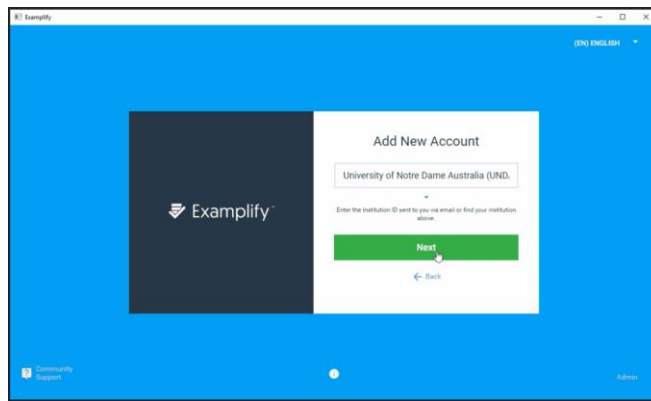 Examplify
(EN) ENGLISH
Add New Account
University of Notre Dame Australia (UND.
Examplify
Enter the Institution ID sent to you via email or find your institution
above.
Next
Back
Community
Support
Admin